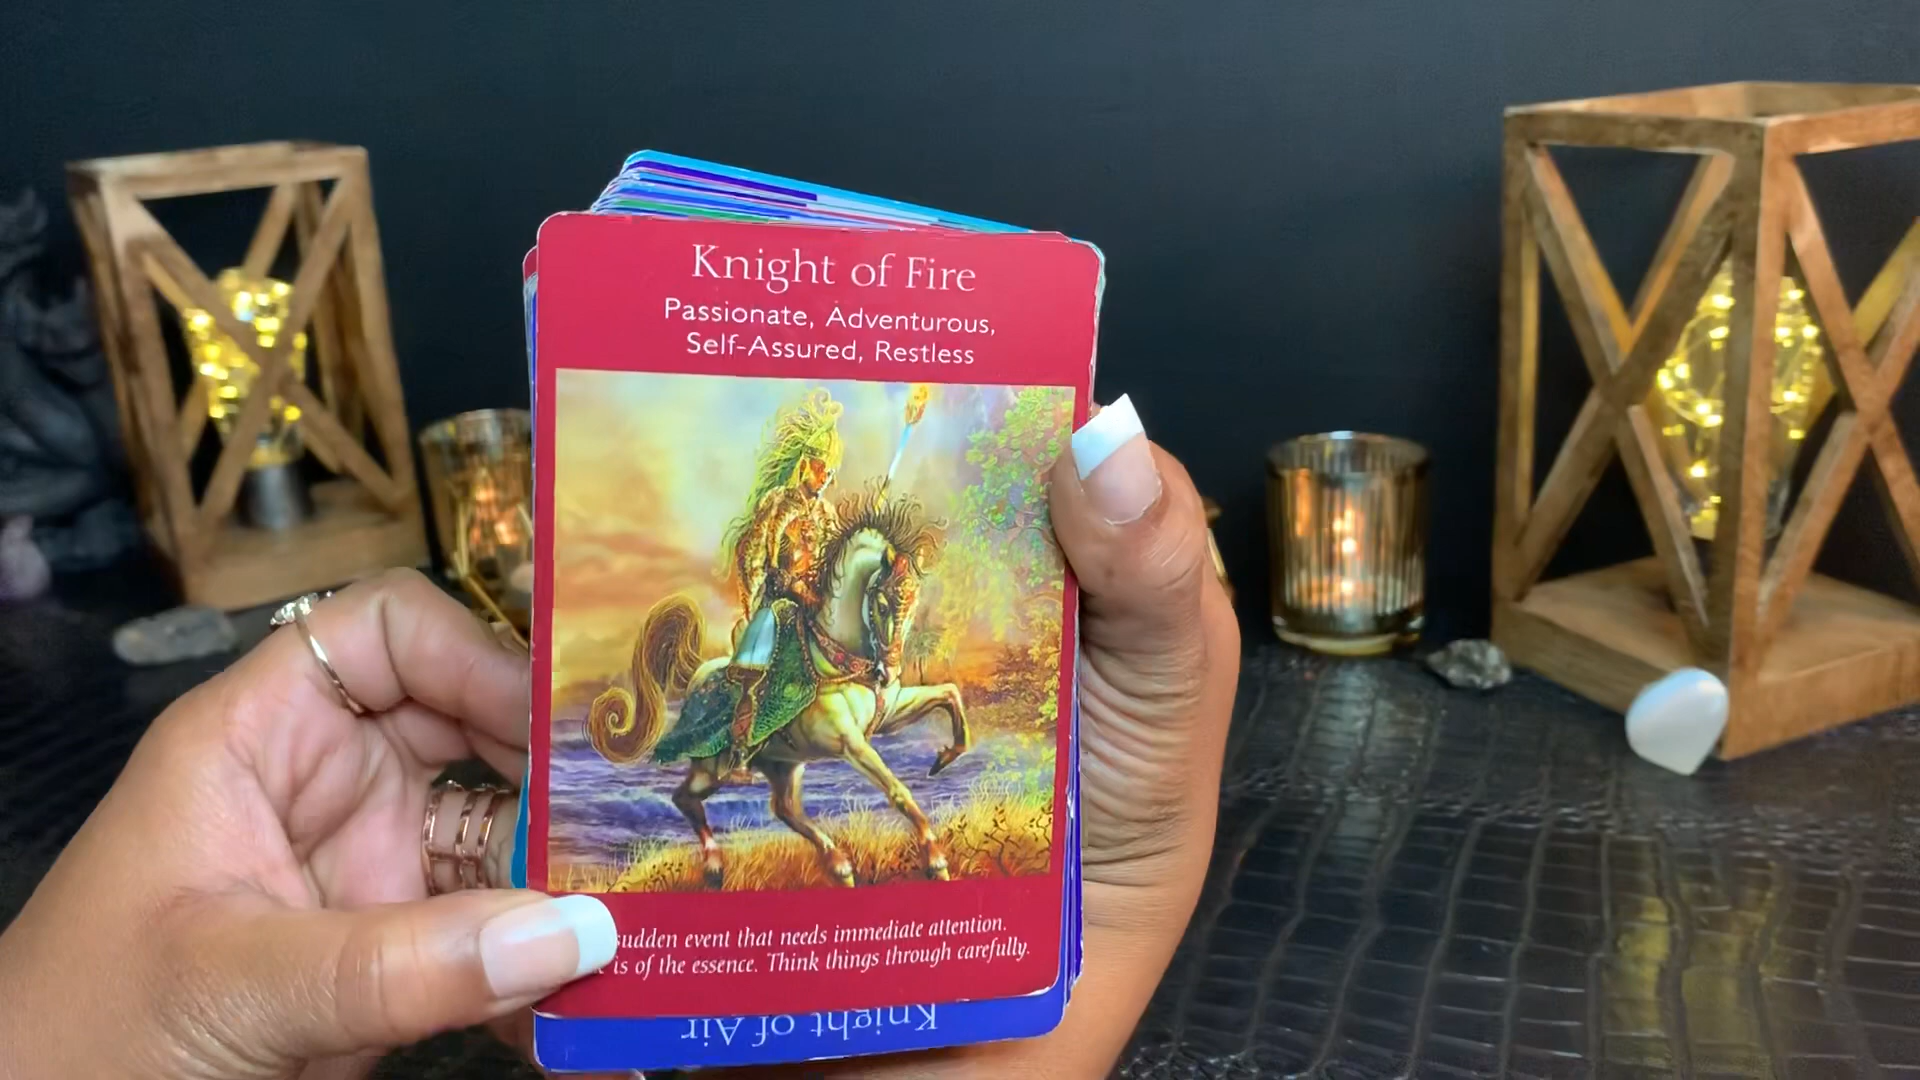 Knight of Fire
Passionate, Adventurous,
Self-Assured, Restless
sudden event that needs immediate attention.
is of the essence. Think things through carefully.
Knight of Air